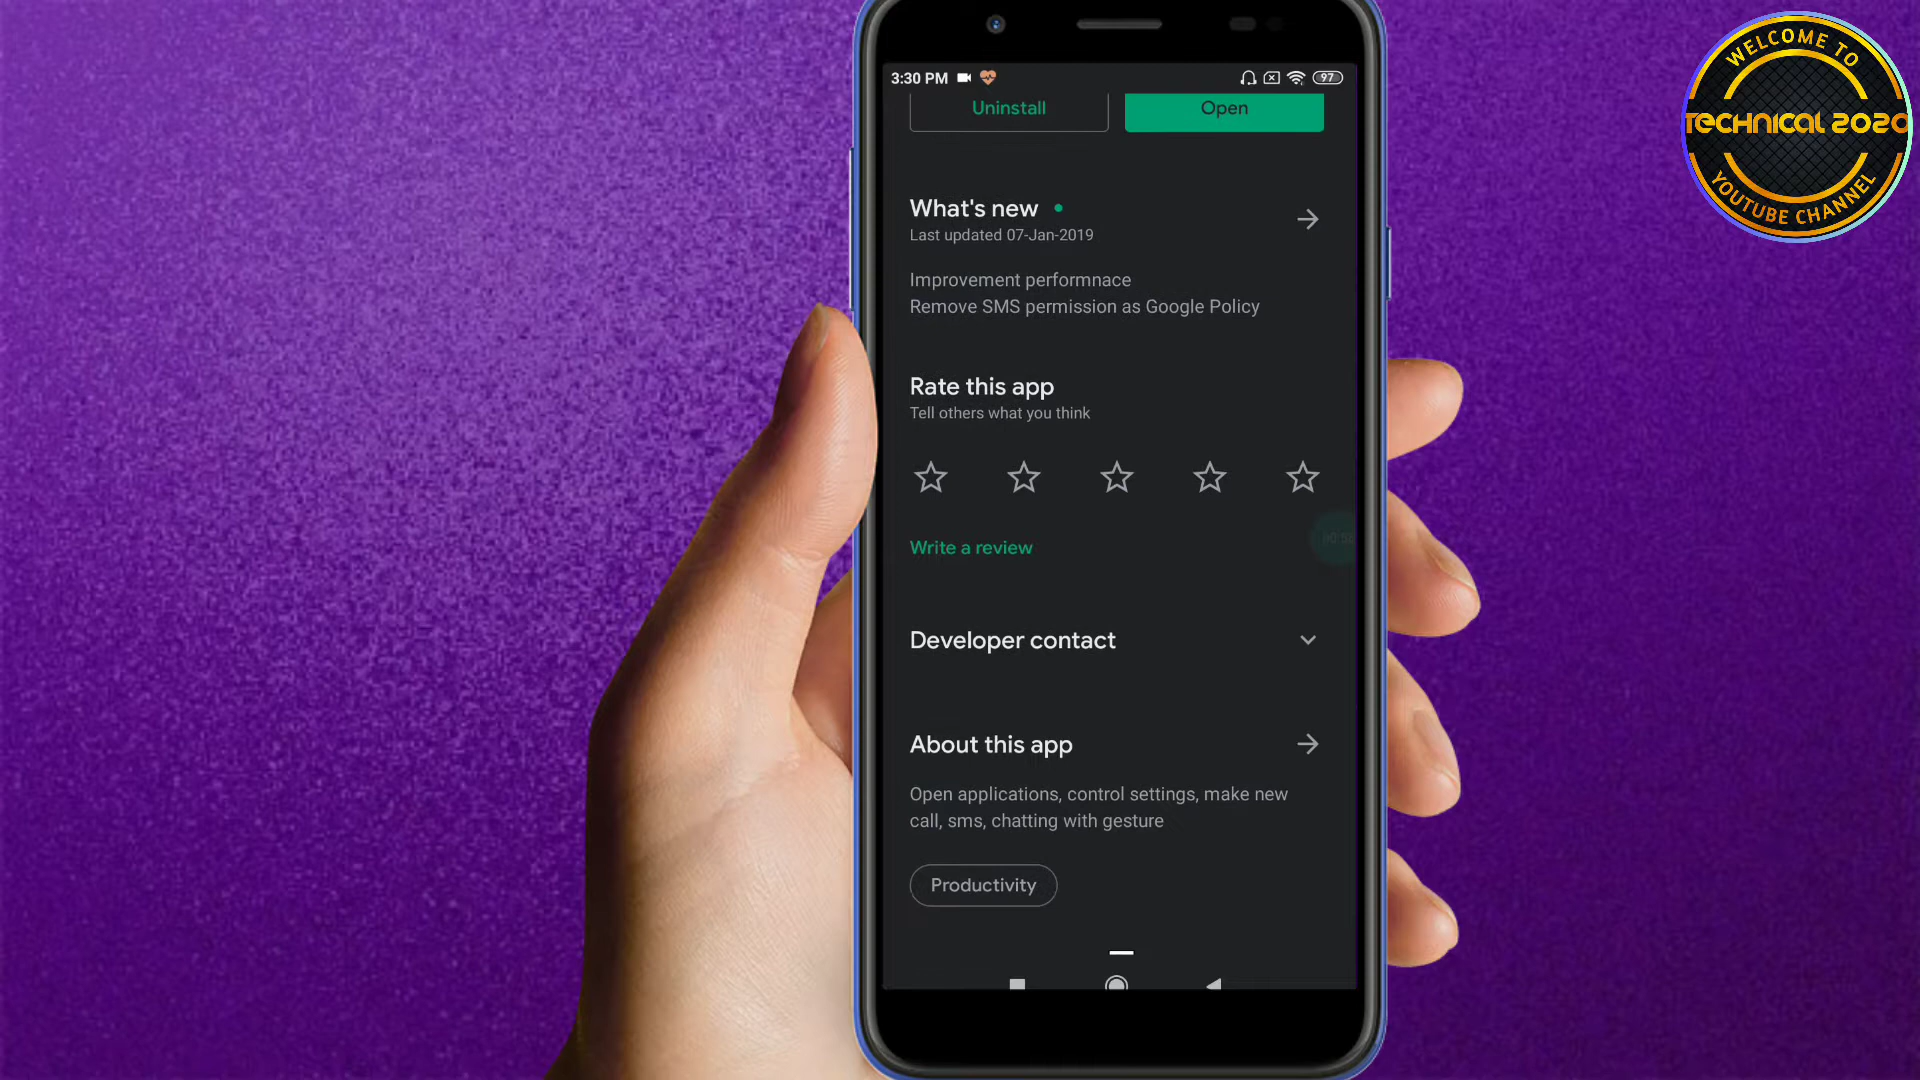 WELCOME TO
TECHNICAL 2020
YOUTUBE CHANNEL
3:30 PM
97
Uninstall
Open
What's new
Last updated 07-Jan-2019
Improvement performnace
Remove SMS permission as Google Policy
Rate this app
Tell others what you think
Write a review
Developer contact
About this app
Open applications, control settings, make new
call, sms, chatting with gesture
Productivity